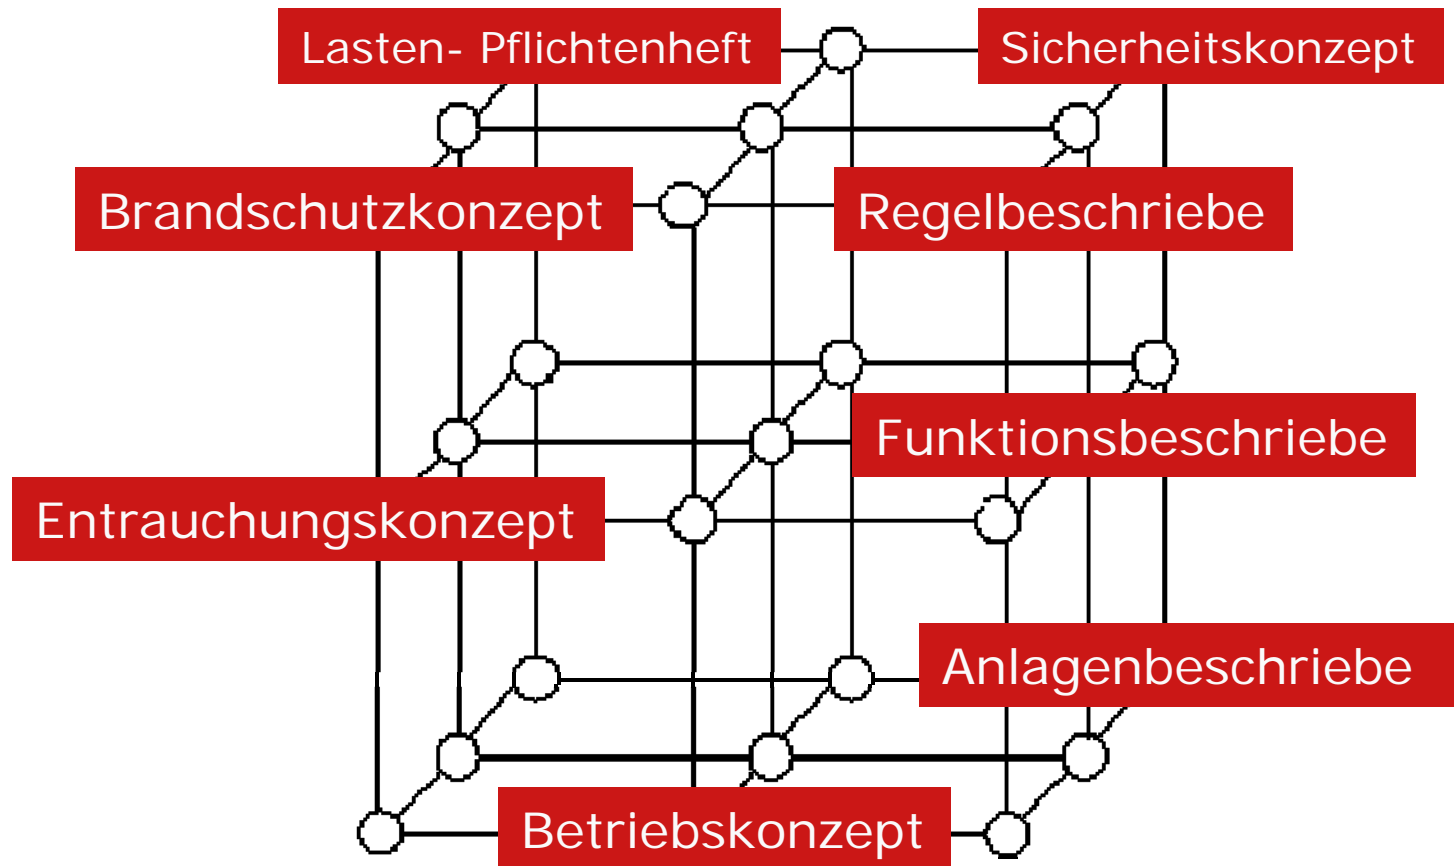 Lasten- Pflichtenheft
Sicherheitskonzept
Brandschutzkonzept
Regelbeschriebe
Funktionsbeschriebe
Entrauchungskonzept
Anlagenbeschriebe
Betriebskonzept